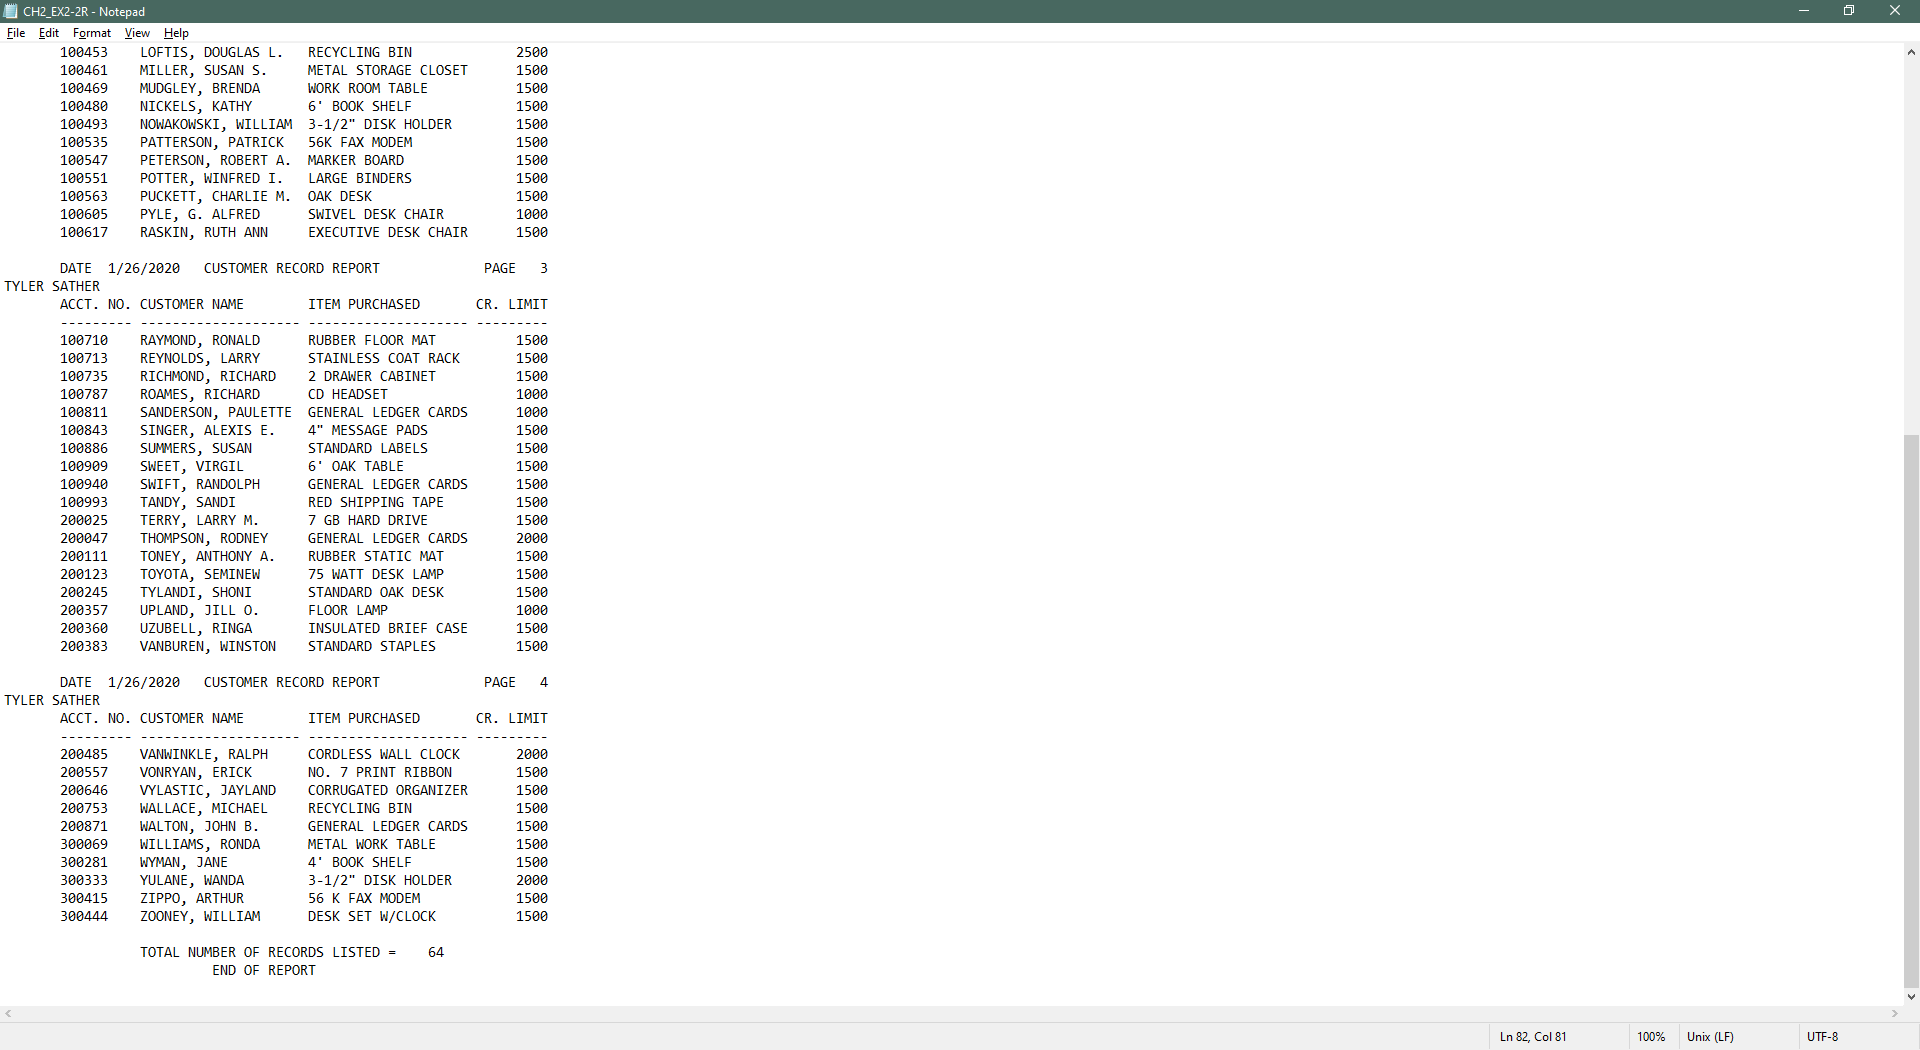 CH2_EX2-2R - Notepad
File Edit Format View Help
100453 LOFTIS, DOUGLAS L. RECYCLING BIN 2500
100461 MILLER, SUSAN S. METAL STORAGE CLOSET 1500
100469 MUDGLEY, BRENDA WORK ROOM TABLE 1500
100480 NICKELS, KATHY 6' BOOK SHELF 1500
100493 NOWAKOWSKI, WILLIAM 3-1/2" DISK HOLDER 1500
100535 PATTERSON, PATRICK 56K FAX MODEM 1500
100547 PETERSON, ROBERT A. MARKER BOARD 1500
100551 POTTER, WINFRED I. LARGE BINDERS 1500
100563 PUCKETT, CHARLIE M. OAK DESK 1500
100605 PYLE, G. ALFRED SWIVEL DESK CHAIR 1000
100617 RASKIN, RUTH ANN EXECUTIVE DESK CHAIR 1500
DATE 1/26/2020 CUSTOMER RECORD REPORT PAGE 3
TYLER SATHER
ACCT. NO. CUSTOMER NAME ITEM PURCHASED CR. LIMIT
--------- -------------------- -------------------- ---------
100710 RAYMOND, RONALD RUBBER FLOOR MAT 1500
100713 REYNOLDS, LARRY STAINLESS COAT RACK 1500
100735 RICHMOND, RICHARD 2 DRAWER CABINET 1500
100787 ROAMES, RICHARD CD HEADSET 1000
100811 SANDERSON, PAULETTE GENERAL LEDGER CARDS 1000
100843 SINGER, ALEXIS E. 4" MESSAGE PADS 1500
100886 SUMMERS, SUSAN STANDARD LABELS 1500
100909 SWEET, VIRGIL 6' OAK TABLE 1500
100940 SWIFT, RANDOLPH GENERAL LEDGER CARDS 1500
100993 TANDY, SANDI RED SHIPPING TAPE 1500
200025 TERRY, LARRY M. 7 GB HARD DRIVE 1500
200047 THOMPSON, RODNEY GENERAL LEDGER CARDS 2000
200111 TONEY, ANTHONY A. RUBBER STATIC MAT 1500
200123 TOYOTA, SEMINEW 75 WATT DESK LAMP 1500
200245 TYLANDI, SHONI STANDARD OAK DESK 1500
200357 UPLAND, JILL O. FLOOR LAMP 1000
200360 UZUBELL, RINGA INSULATED BRIEF CASE 1500
200383 VANBUREN, WINSTON STANDARD STAPLES 1500
DATE 1/26/2020 CUSTOMER RECORD REPORT PAGE 4
TYLER SATHER
ACCT. NO. CUSTOMER NAME ITEM PURCHASED CR. LIMIT
--------- -------------------- -------------------- ---------
200485 VANWINKLE, RALPH CORDLESS WALL CLOCK 2000
200557 VONRYAN, ERICK NO. 7 PRINT RIBBON 1500
200646 VYLASTIC, JAYLAND CORRUGATED ORGANIZER 1500
200753 WALLACE, MICHAEL RECYCLING BIN 1500
200871 WALTON, JOHN B. GENERAL LEDGER CARDS 1500
300069 WILLIAMS, RONDA METAL WORK TABLE 1500
300281 WYMAN, JANE 4' BOOK SHELF 1500
300333 YULANE, WANDA 3-1/2" DISK HOLDER 2000
300415 ZIPPO, ARTHUR 56 K FAX MODEM 1500
300444 ZOONEY, WILLIAM DESK SET W/CLOCK 1500
TOTAL NUMBER OF RECORDS LISTED = 64
END OF REPORT
Ln 82, Col 81 100% Unix (LF) UTF-8